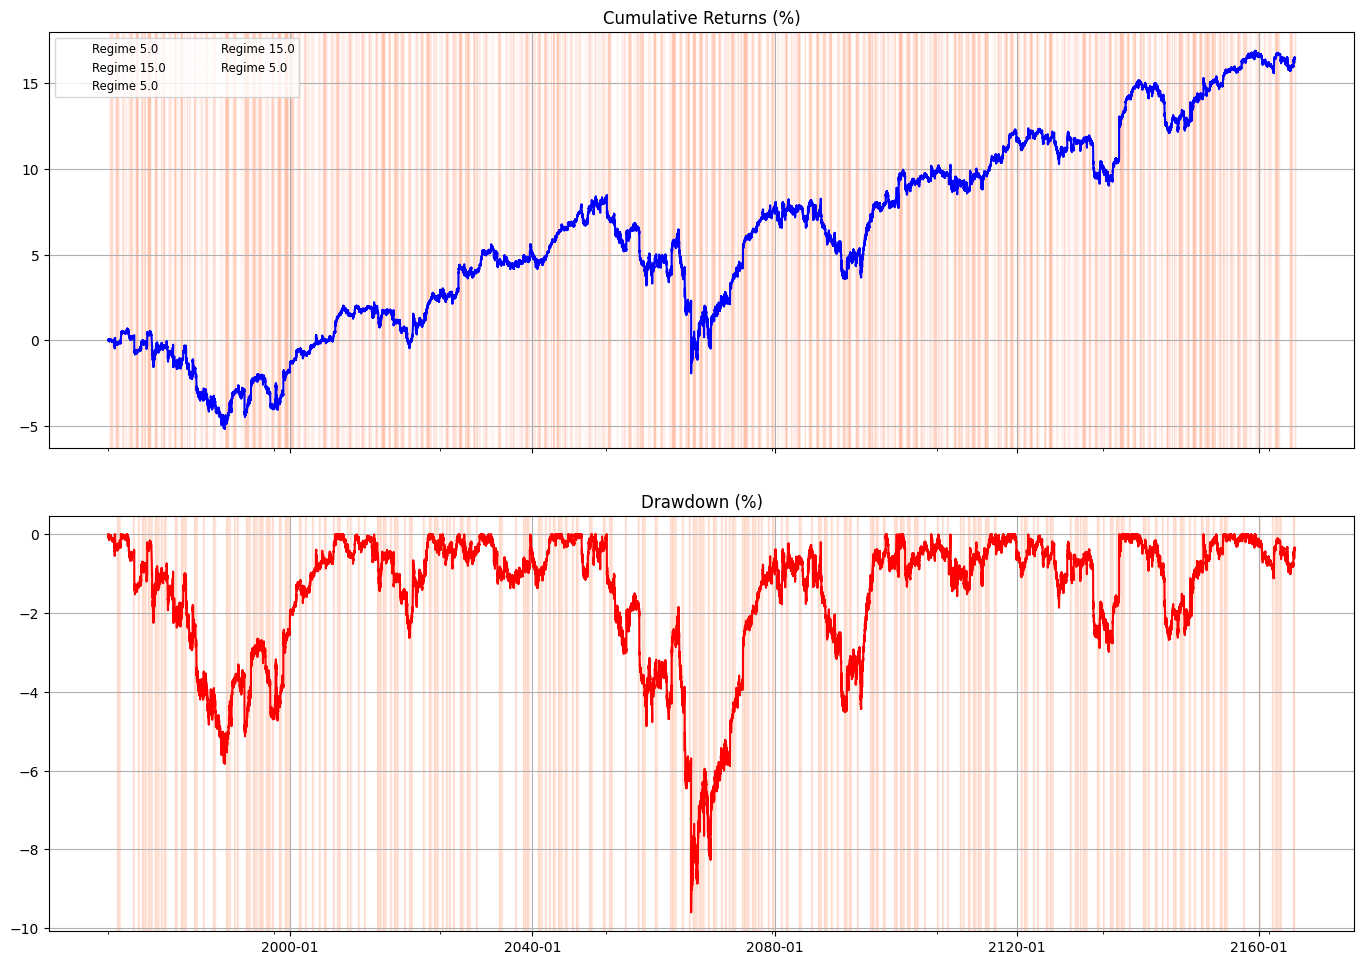 Cumulative Returns (%)
Regime 5.0 Regime 15.0
Regime 15.0 Regime 5.0
Regime 5.0
15
10
5
0
−5
Drawdown (%)
0
−2
−4
−6
−8
−10
2000-01 2040-01 2080-01 2120-01 2160-01